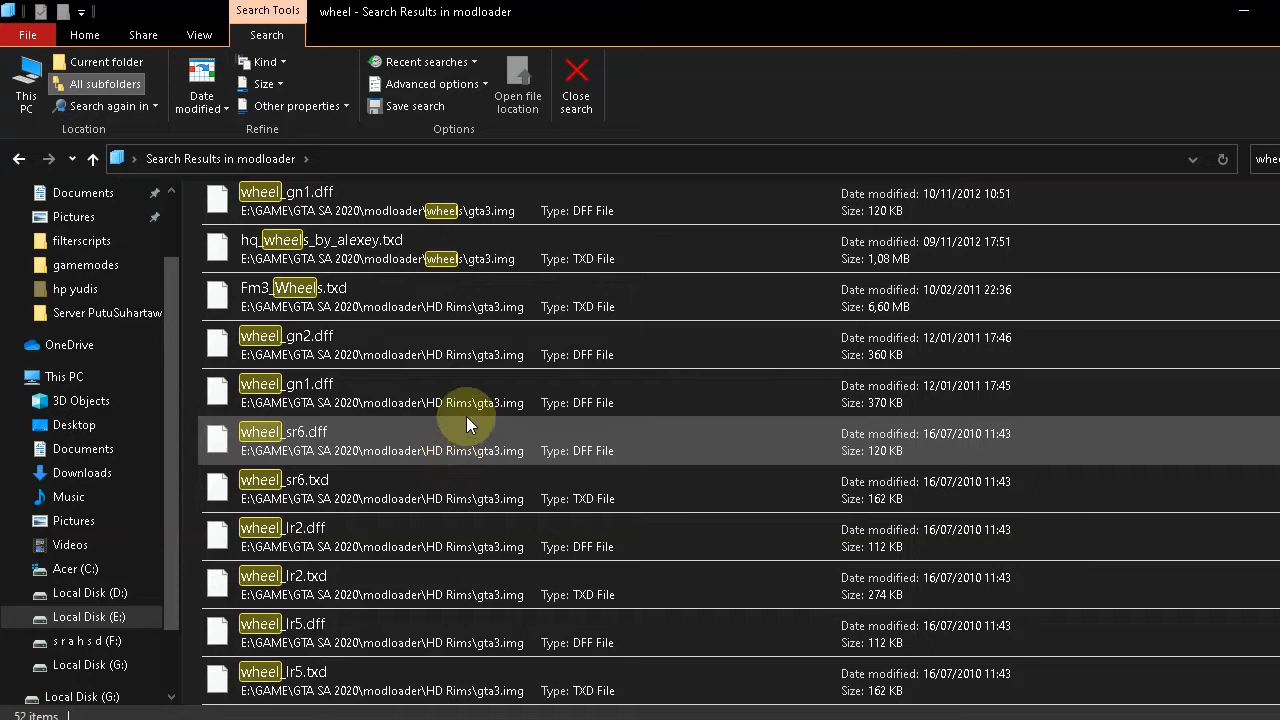 Search Tools
wheel - Search Results in modloader
File
Home
Share
View
Search
This PC
Current folder
All subfolders
Search again in
Location
Date modified
Kind
Size
Other properties
Refine
Recent searches
Advanced options
Save search
Options
Open file location
Close search
Search Results in modloader
whee
Documents
Pictures
filterscripts
gamemodes
hp yudis
Server PutuSuhartaw
OneDrive
This PC
3D Objects
Desktop
Documents
Downloads
Music
Pictures
Videos
Acer (C:)
Local Disk (D:)
Local Disk (E:)
s r a h s d (F:)
Local Disk (G:)
Local Disk (G:)
wheel_gn1.dff
E:\GAME\GTA SA 2020\modloader\wheels\gta3.img Type: DFF File
Date modified: 10/11/2012 10:51
Size: 120 KB
hq_wheels_by_alexey.txd
E:\GAME\GTA SA 2020\modloader\wheels\gta3.img Type: TXD File
Date modified: 09/11/2012 17:51
Size: 1,08 MB
Fm3_Wheels.txd
E:\GAME\GTA SA 2020\modloader\HD Rims\gta3.img Type: TXD File
Date modified: 10/02/2011 22:36
Size: 6,60 MB
wheel_gn2.dff
E:\GAME\GTA SA 2020\modloader\HD Rims\gta3.img Type: DFF File
Date modified: 12/01/2011 17:46
Size: 360 KB
wheel_gn1.dff
E:\GAME\GTA SA 2020\modloader\HD Rims\gta3.img Type: DFF File
Date modified: 12/01/2011 17:45
Size: 370 KB
wheel_sr6.dff
E:\GAME\GTA SA 2020\modloader\HD Rims\gta3.img Type: DFF File
Date modified: 16/07/2010 11:43
Size: 120 KB
wheel_sr6.txd
E:\GAME\GTA SA 2020\modloader\HD Rims\gta3.img Type: TXD File
Date modified: 16/07/2010 11:43
Size: 162 KB
wheel_lr2.dff
E:\GAME\GTA SA 2020\modloader\HD Rims\gta3.img Type: DFF File
Date modified: 16/07/2010 11:43
Size: 112 KB
wheel_lr2.txd
E:\GAME\GTA SA 2020\modloader\HD Rims\gta3.img Type: TXD File
Date modified: 16/07/2010 11:43
Size: 274 KB
wheel_lr5.dff
E:\GAME\GTA SA 2020\modloader\HD Rims\gta3.img Type: DFF File
Date modified: 16/07/2010 11:43
Size: 112 KB
wheel_lr5.txd
E:\GAME\GTA SA 2020\modloader\HD Rims\gta3.img Type: TXD File
Date modified: 16/07/2010 11:43
Size: 162 KB
52 items